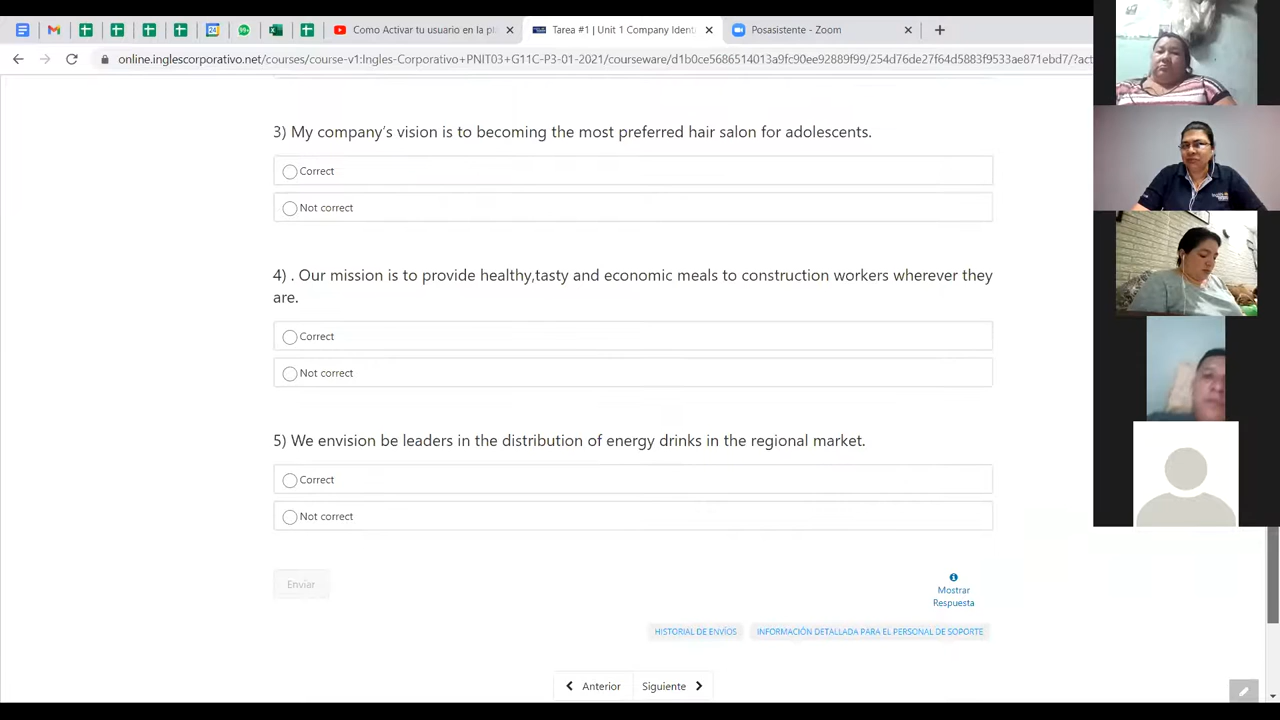 Como Activar tu usuario en la pl
Tarea #1 | Unit 1 Company Ident
Posasistente - Zoom
online.inglescorporativo.net/courses/course-v1:Ingles-Corporativo+PNIT03+G11C-P3-01-2021/courseware/d1b0ce5686514013a9fc90ee92889f99/254d76de27f64d5883f9533ae871ebd7/?act
3) My company's vision is to becoming the most preferred hair salon for adolescents.
Correct
Not correct
4) . Our mission is to provide healthy,tasty and economic meals to construction workers wherever they
are.
Correct
Not correct
5) We envision be leaders in the distribution of energy drinks in the regional market.
Correct
Not correct
Enviar
Mostrar
Respuesta
HISTORIAL DE ENVÍOS
INFORMACIÓN DETALLADA PARA EL PERSONAL DE SOPORTE
Anterior
Siguiente